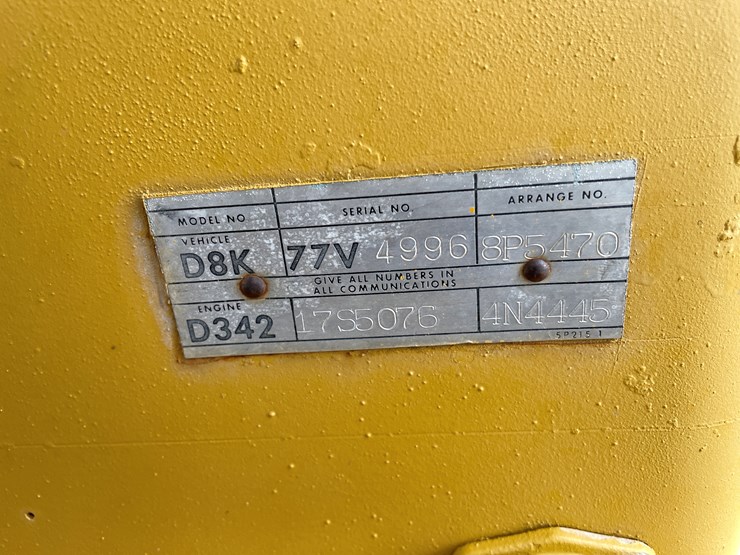 MODEL NO SERIAL NO ARRANGE NO.
VEHICLE
D8K 77V 4996 8P5470
GIVE ALL NUMBERS IN
ALL COMMUNICATIONS
ENGINE
D342 17S5076 4N4445
5P215 1